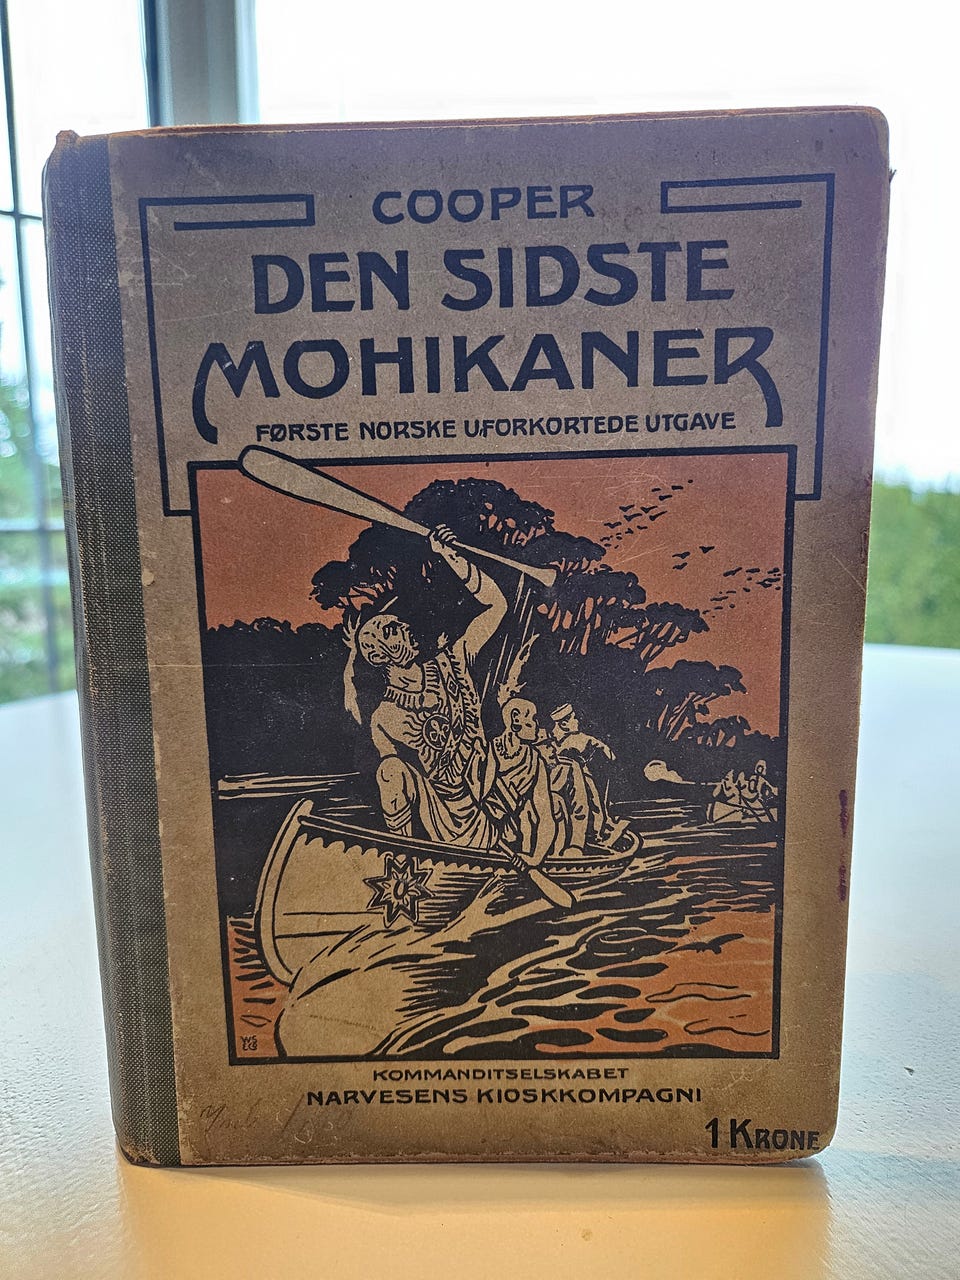 COOPER
DEN SIDSTE
MOHIKANER
FØRSTE NORSKE UFORKORTEDE UTGAVE
KOMMANDITSELSKABET
NARVESENS KIOSKKOMPAGNI
1 KRONE